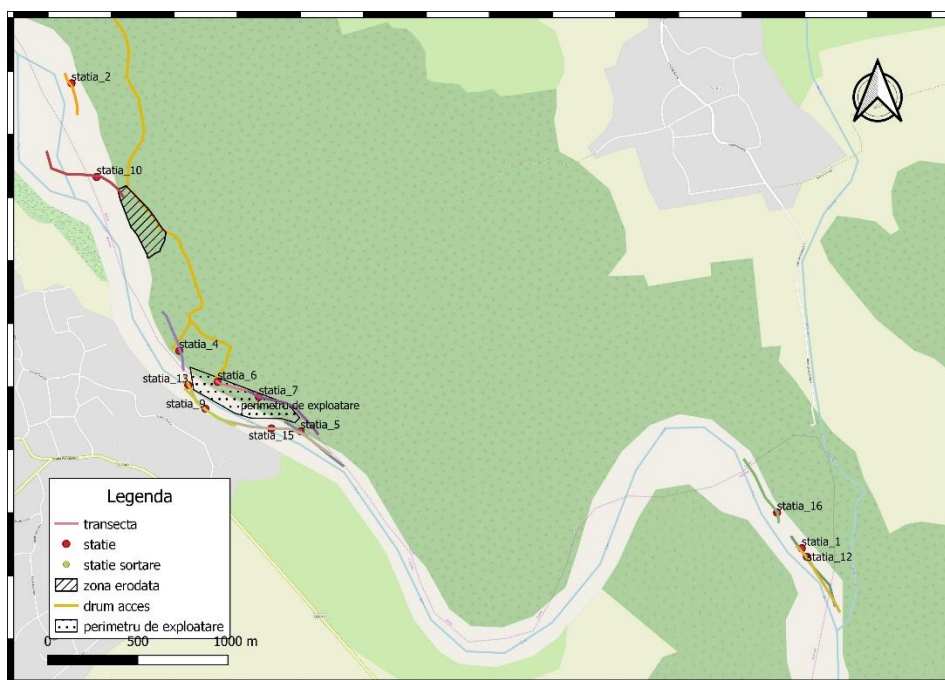 statia_2
statia_10
statia_4
statia_6
statia_13
statia_7
perimetru de exploatare
statia_9
statia_15
statia_5
statia_16
statia_1
statia_12
Legenda
transecta
statie
statie sortare
zona erodata
drum acces
perimetru de exploatare
0 500 1000 m